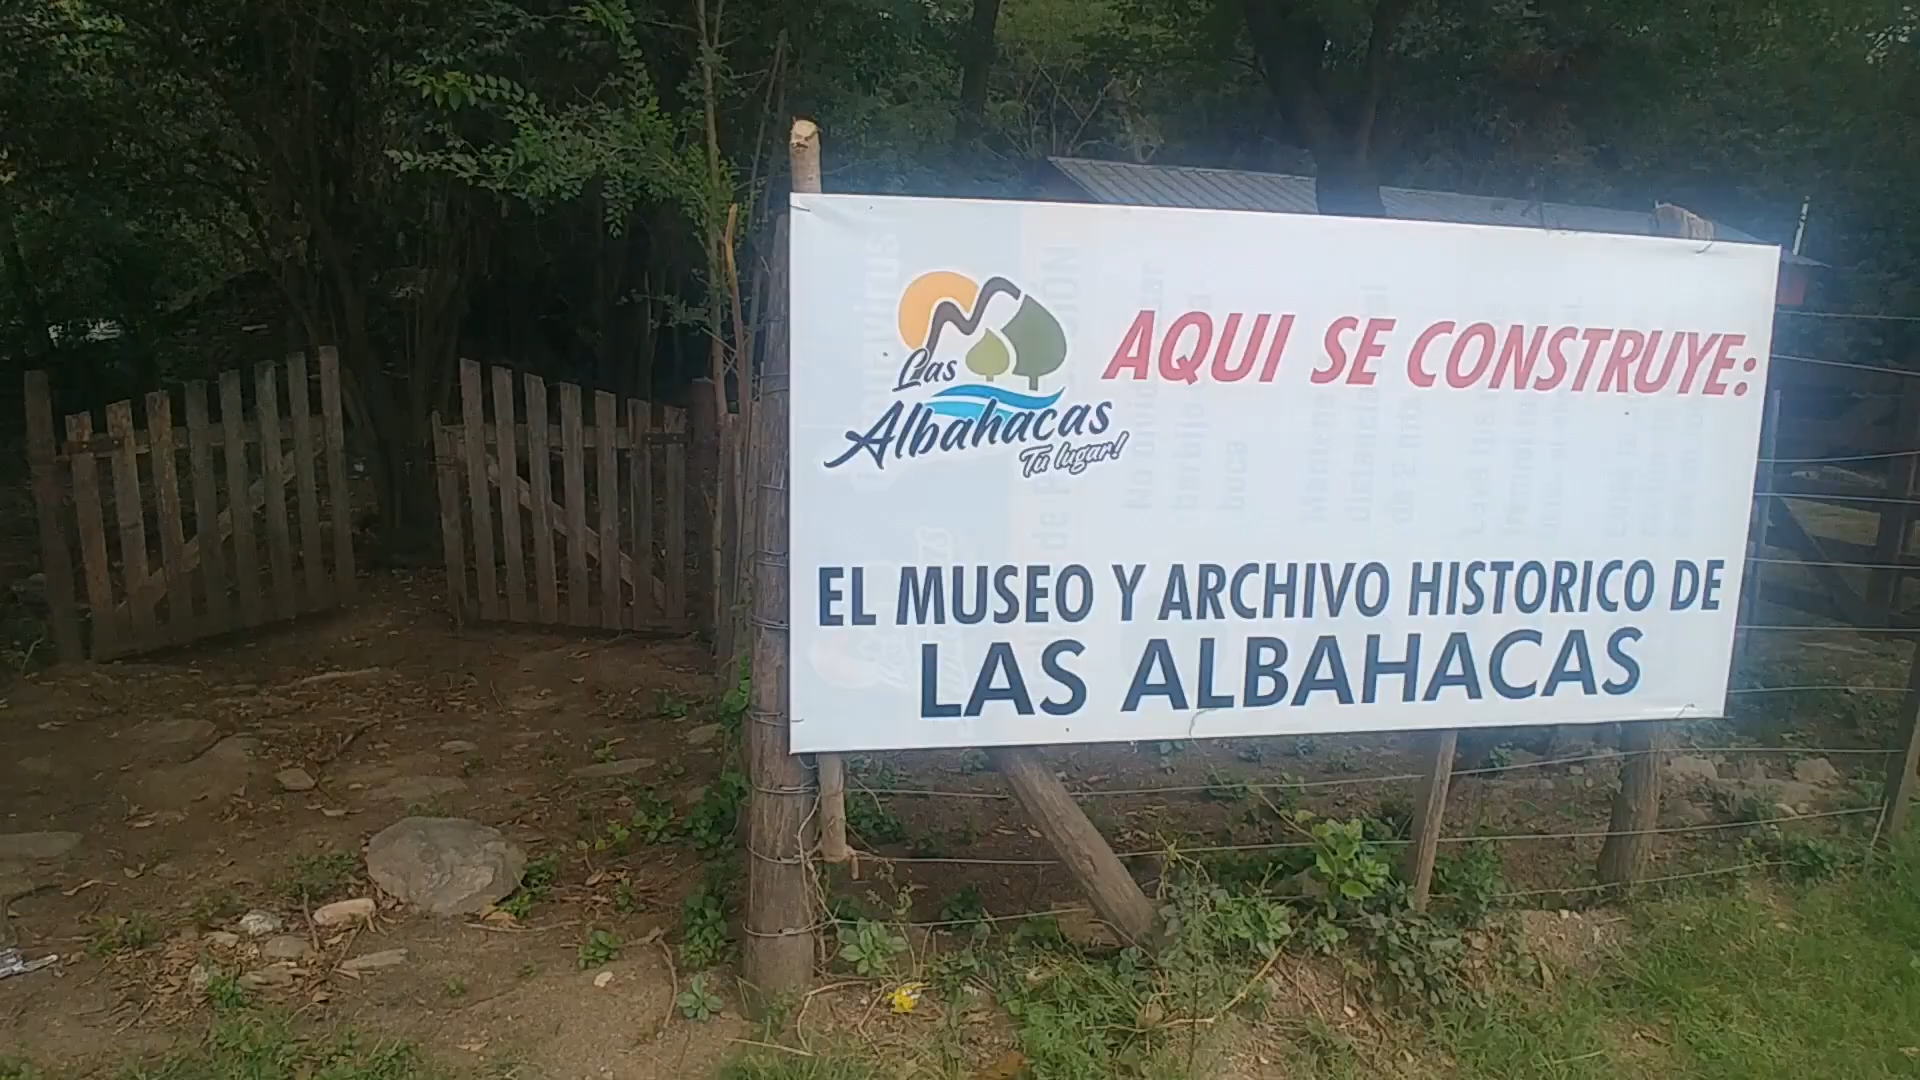 Las
Albahacas
Tu lugar!
AQUI SE CONSTRUYE:
EL MUSEO Y ARCHIVO HISTORICO DE
LAS ALBAHACAS